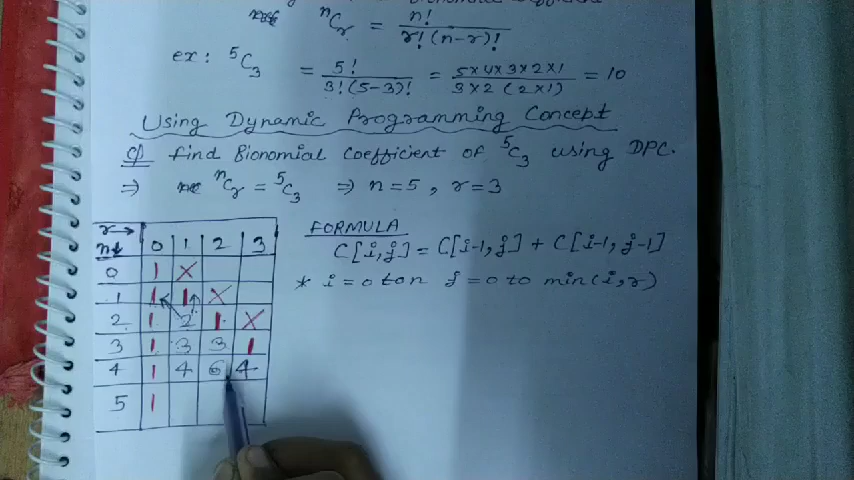 Binomial Coefficient
ⁿCᵣ = n! / r!(n-r)!
ex: ⁵C₃ = 5! / 3!(5-3)! = 5×4×3×2×1 / 3×2(2×1) = 10
Using Dynamic Programming Concept
Q) find Bionomial Coefficient of ⁵C₃ using DPC.
⇒ ⁿCᵣ = ⁵C₃ ⇒ n=5, r=3
FORMULA
C[i,j] = C[i-1,j] + C[i-1,j-1]
* i=0 to n j=0 to min(i,r)
r→
n↓ 0 1 2 3
0 1 X
1 1 1 X
2 1 2 1 X
3 1 3 3 1
4 1 4 6 4
5 1